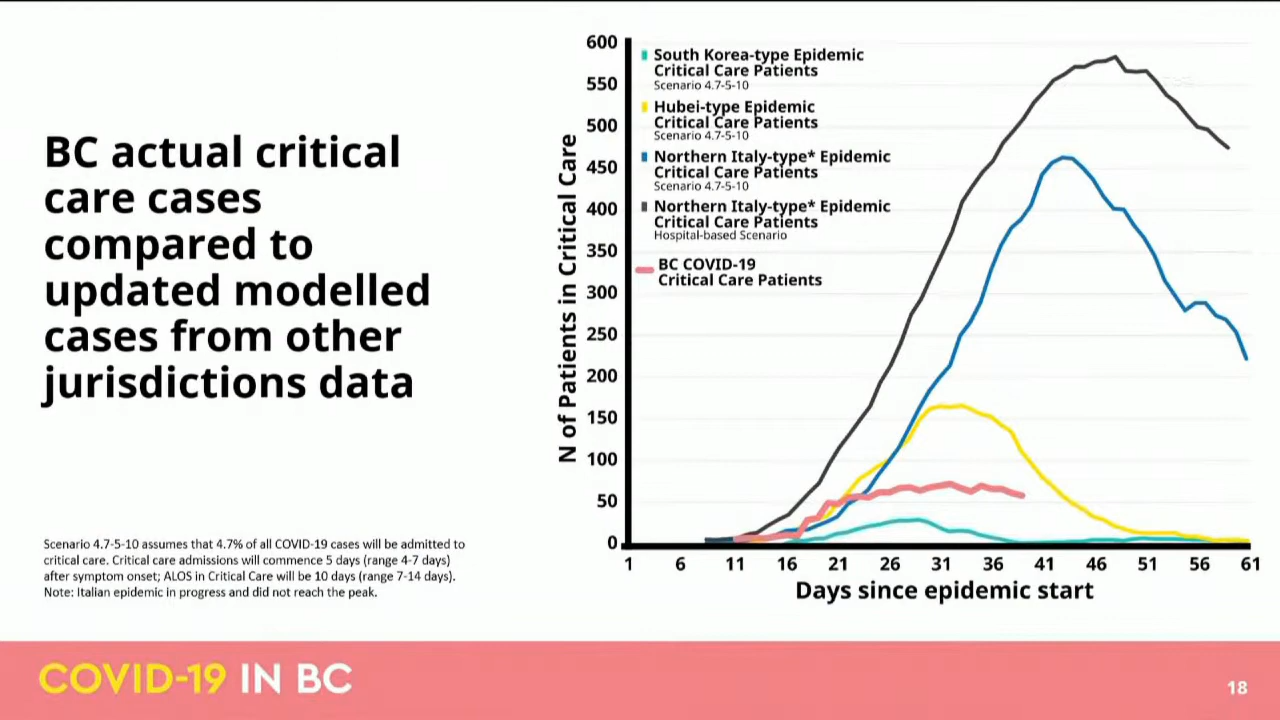 BC actual critical
care cases
compared to
updated modelled
cases from other
jurisdictions data
Scenario 4.7-5-10 assumes that 4.7% of all COVID-19 cases will be admitted to
critical care. Critical care admissions will commence 5 days (range 4-7 days)
after symptom onset; ALOS in Critical Care will be 10 days (range 7-14 days).
Note: Italian epidemic in progress and did not reach the peak.
N of Patients in Critical Care
600
550
500
450
400
350
300
250
200
150
100
50
0
South Korea-type Epidemic
Critical Care Patients
Scenario 4.7-5-10
Hubei-type Epidemic
Critical Care Patients
Scenario 4.7-5-10
Northern Italy-type* Epidemic
Critical Care Patients
Scenario 4.7-5-10
Northern Italy-type* Epidemic
Critical Care Patients
Hospital-based Scenario
BC COVID-19
Critical Care Patients
1 6 11 16 21 26 31 36 41 46 51 56 61
Days since epidemic start
COVID-19 IN BC
18